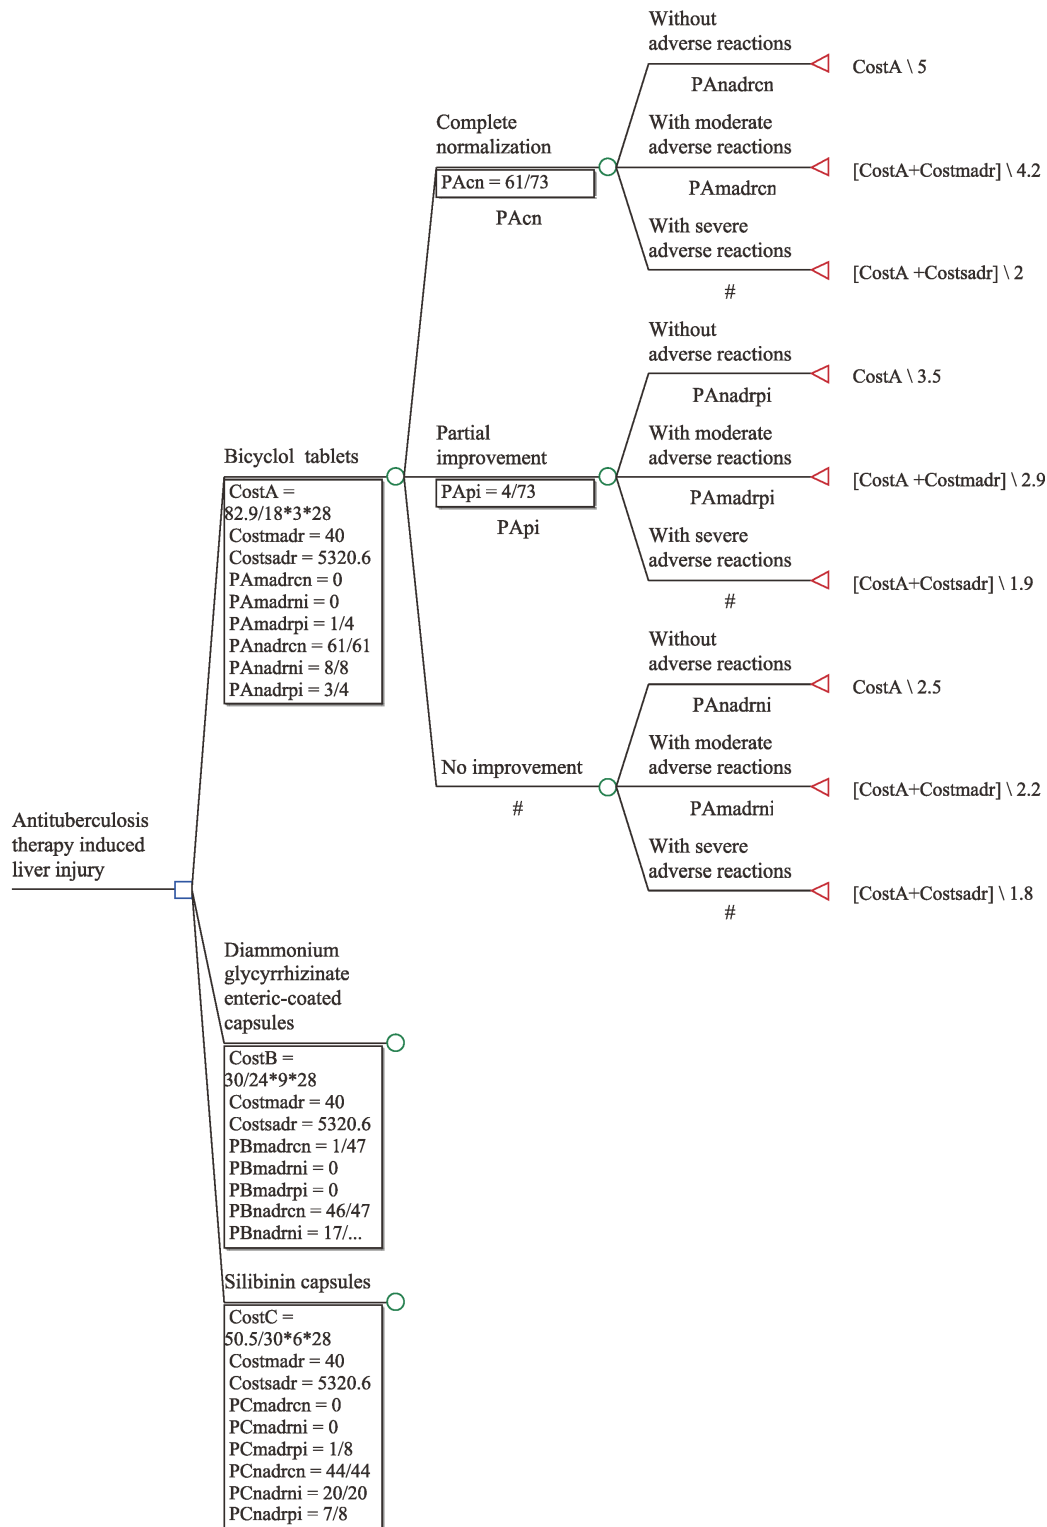 Without
adverse reactions
CostA \ 5
PAnadrcn
Complete
normalization
With moderate
adverse reactions
PAcn = 61/73
[CostA+Costmadr] \ 4.2
PAmadrcn
PAcn
With severe
adverse reactions
[CostA +Costsadr] \ 2
#
Without
adverse reactions
CostA \ 3.5
PAnadrpi
Partial
improvement
With moderate
adverse reactions
PApi = 4/73
[CostA +Costmadr] \ 2.9
PAmadrpi
PApi
With severe
adverse reactions
[CostA+Costsadr] \ 1.9
#
Bicyclol tablets
CostA =
82.9/18*3*28
Costmadr = 40
Costsadr = 5320.6
PAmadrcn = 0
PAmadrni = 0
PAmadrpi = 1/4
PAnadrcn = 61/61
PAnadrni = 8/8
PAnadrpi = 3/4
Without
adverse reactions
CostA \ 2.5
PAnadrni
No improvement
#
With moderate
adverse reactions
[CostA+Costmadr] \ 2.2
PAmadrni
With severe
adverse reactions
[CostA+Costsadr] \ 1.8
#
Antituberculosis
therapy induced
liver injury
Diammonium
glycyrrhizinate
enteric-coated
capsules
CostB =
30/24*9*28
Costmadr = 40
Costsadr = 5320.6
PBmadrcn = 1/47
PBmadrni = 0
PBmadrpi = 0
PBnadrcn = 46/47
PBnadrni = 17/...
Silibinin capsules
CostC =
50.5/30*6*28
Costmadr = 40
Costsadr = 5320.6
PCmadrcn = 0
PCmadrni = 0
PCmadrpi = 1/8
PCnadrcn = 44/44
PCnadrni = 20/20
PCnadrpi = 7/8